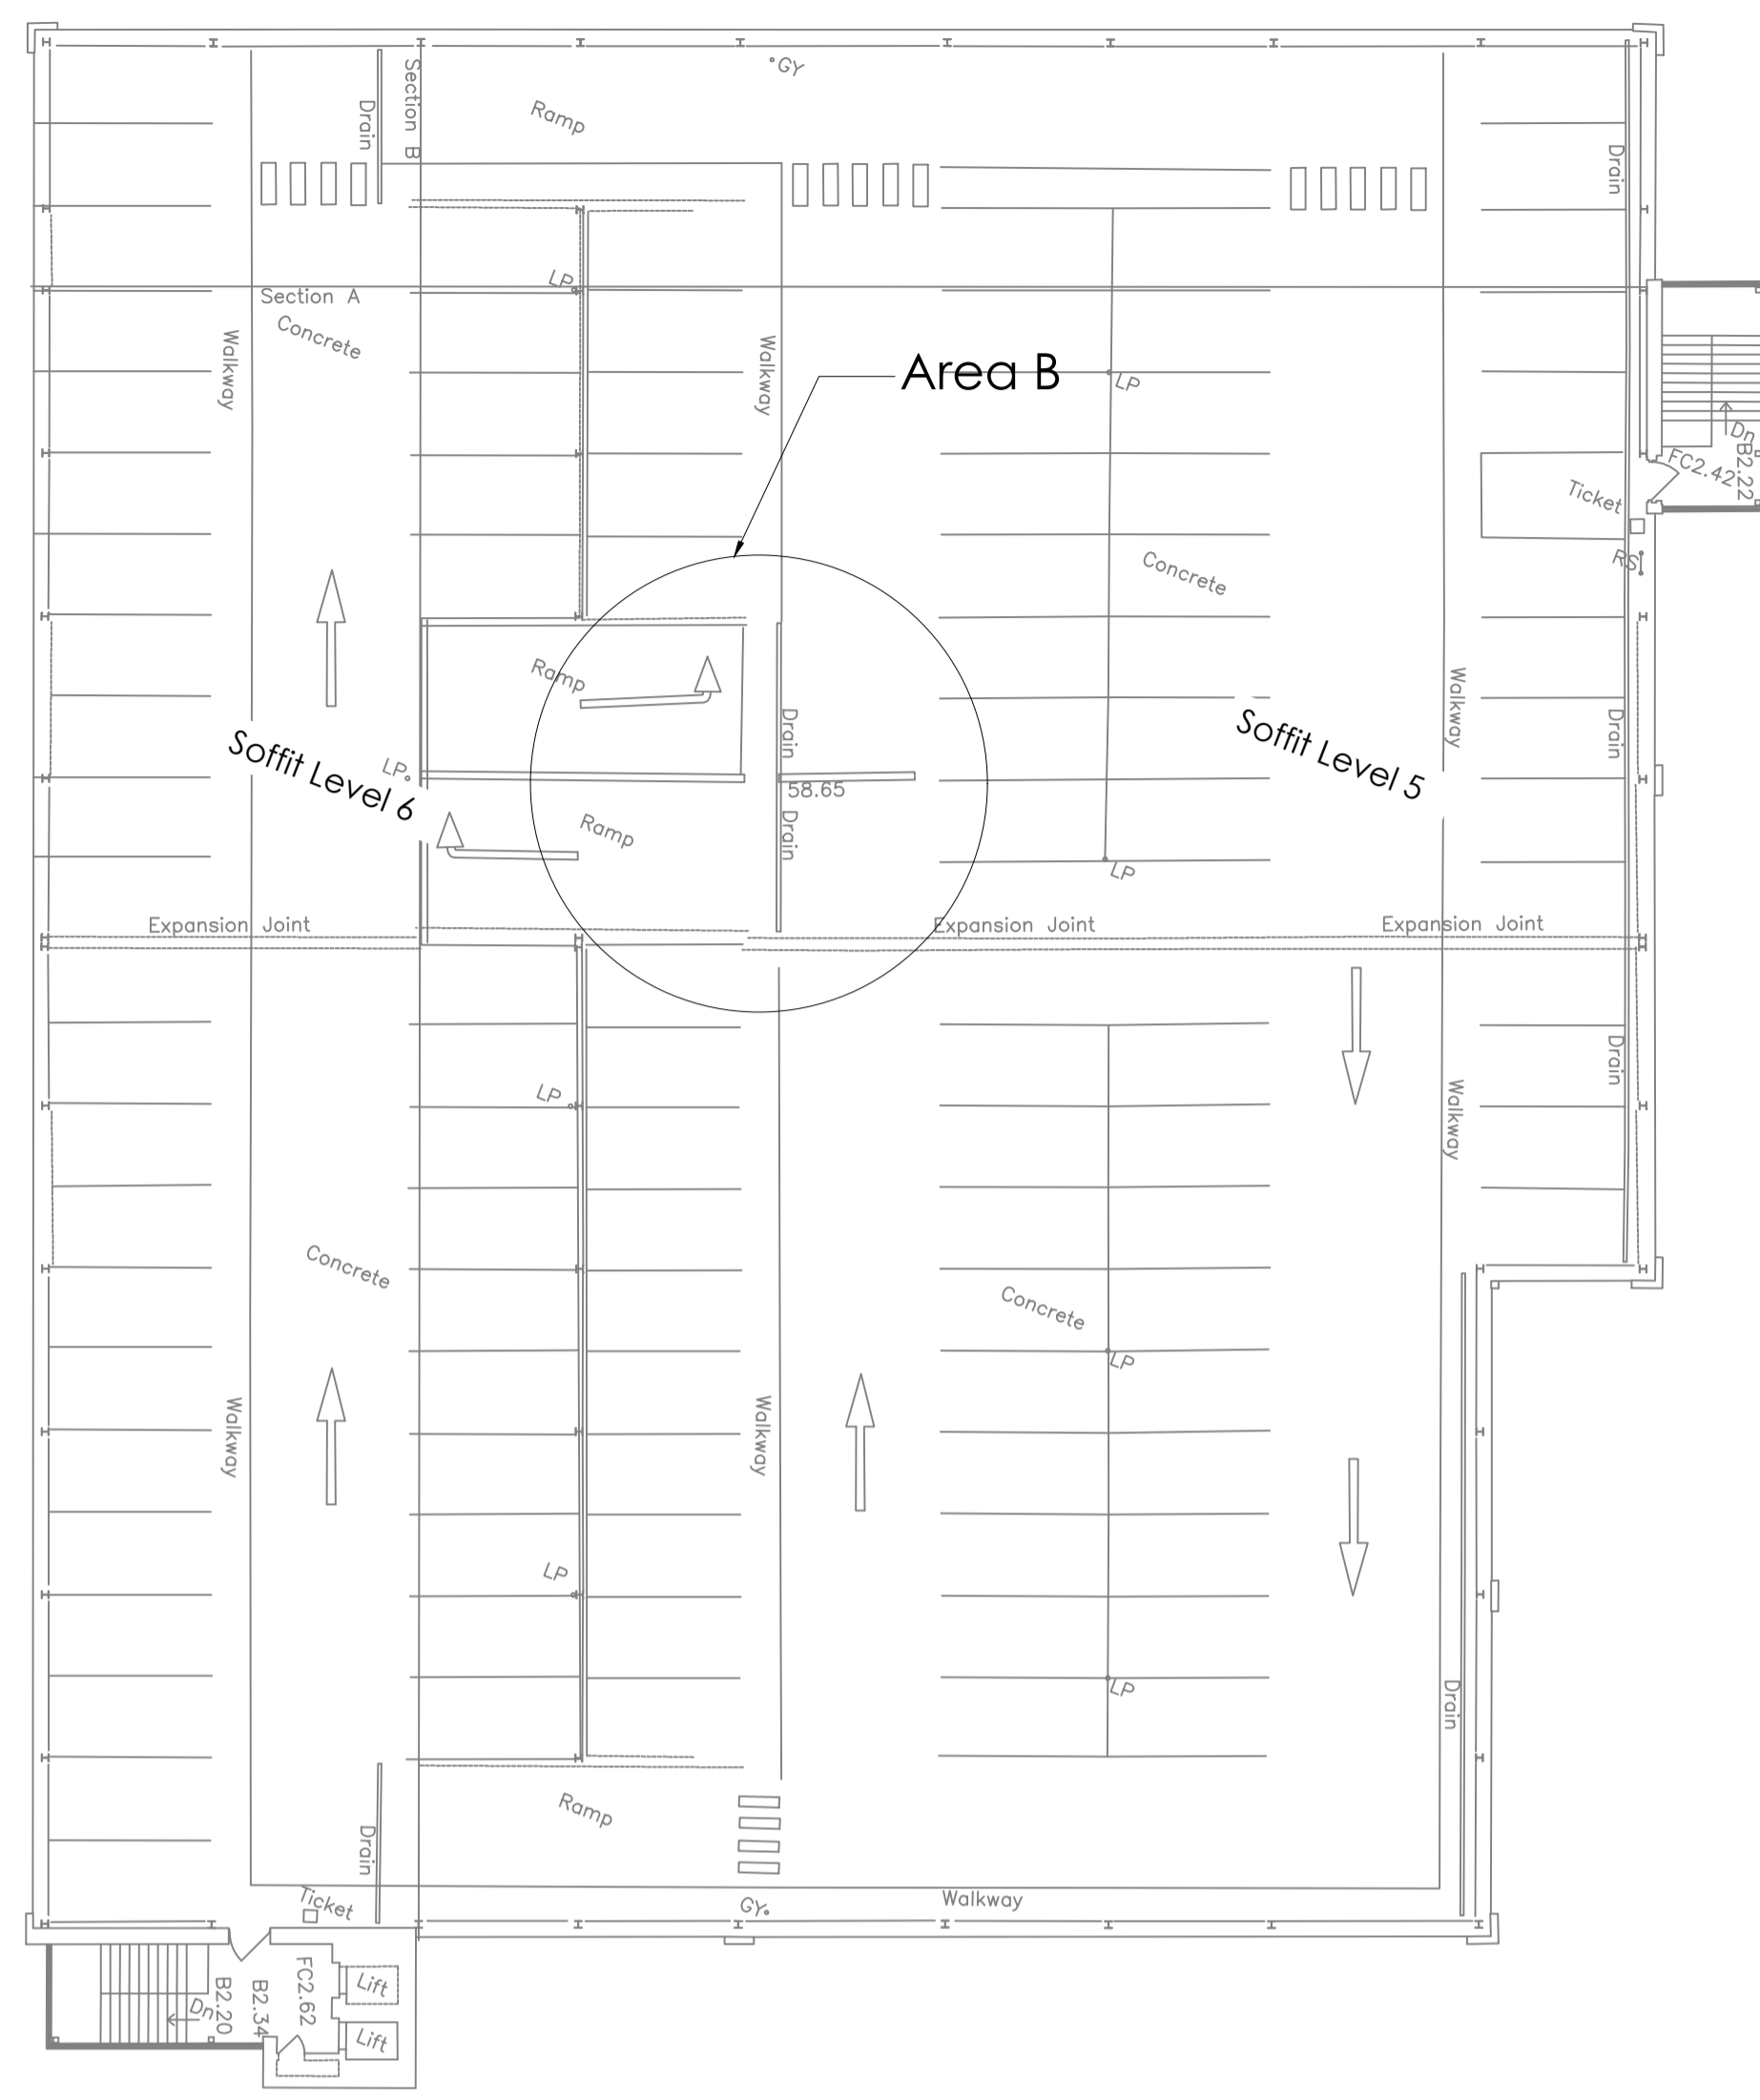 GY
Section B
Drain
Ramp
Drain
LP
Section A
Concrete
Walkway
Walkway
Area B
LP
Dn
B2.22
FC2.42
Ticket
Concrete
RS
Ramp
Walkway
Drain
Drain
Soffit Level 5
Soffit Level 6
LP
58.65
Ramp
Drain
LP
Expansion Joint
Expansion Joint
Expansion Joint
Drain
LP
Walkway
Concrete
Concrete
LP
Walkway
Walkway
LP
LP
Drain
Ramp
Drain
Ticket
GY
Walkway
FC2.62
B2.20
B2.34
Dn
Lift
Lift